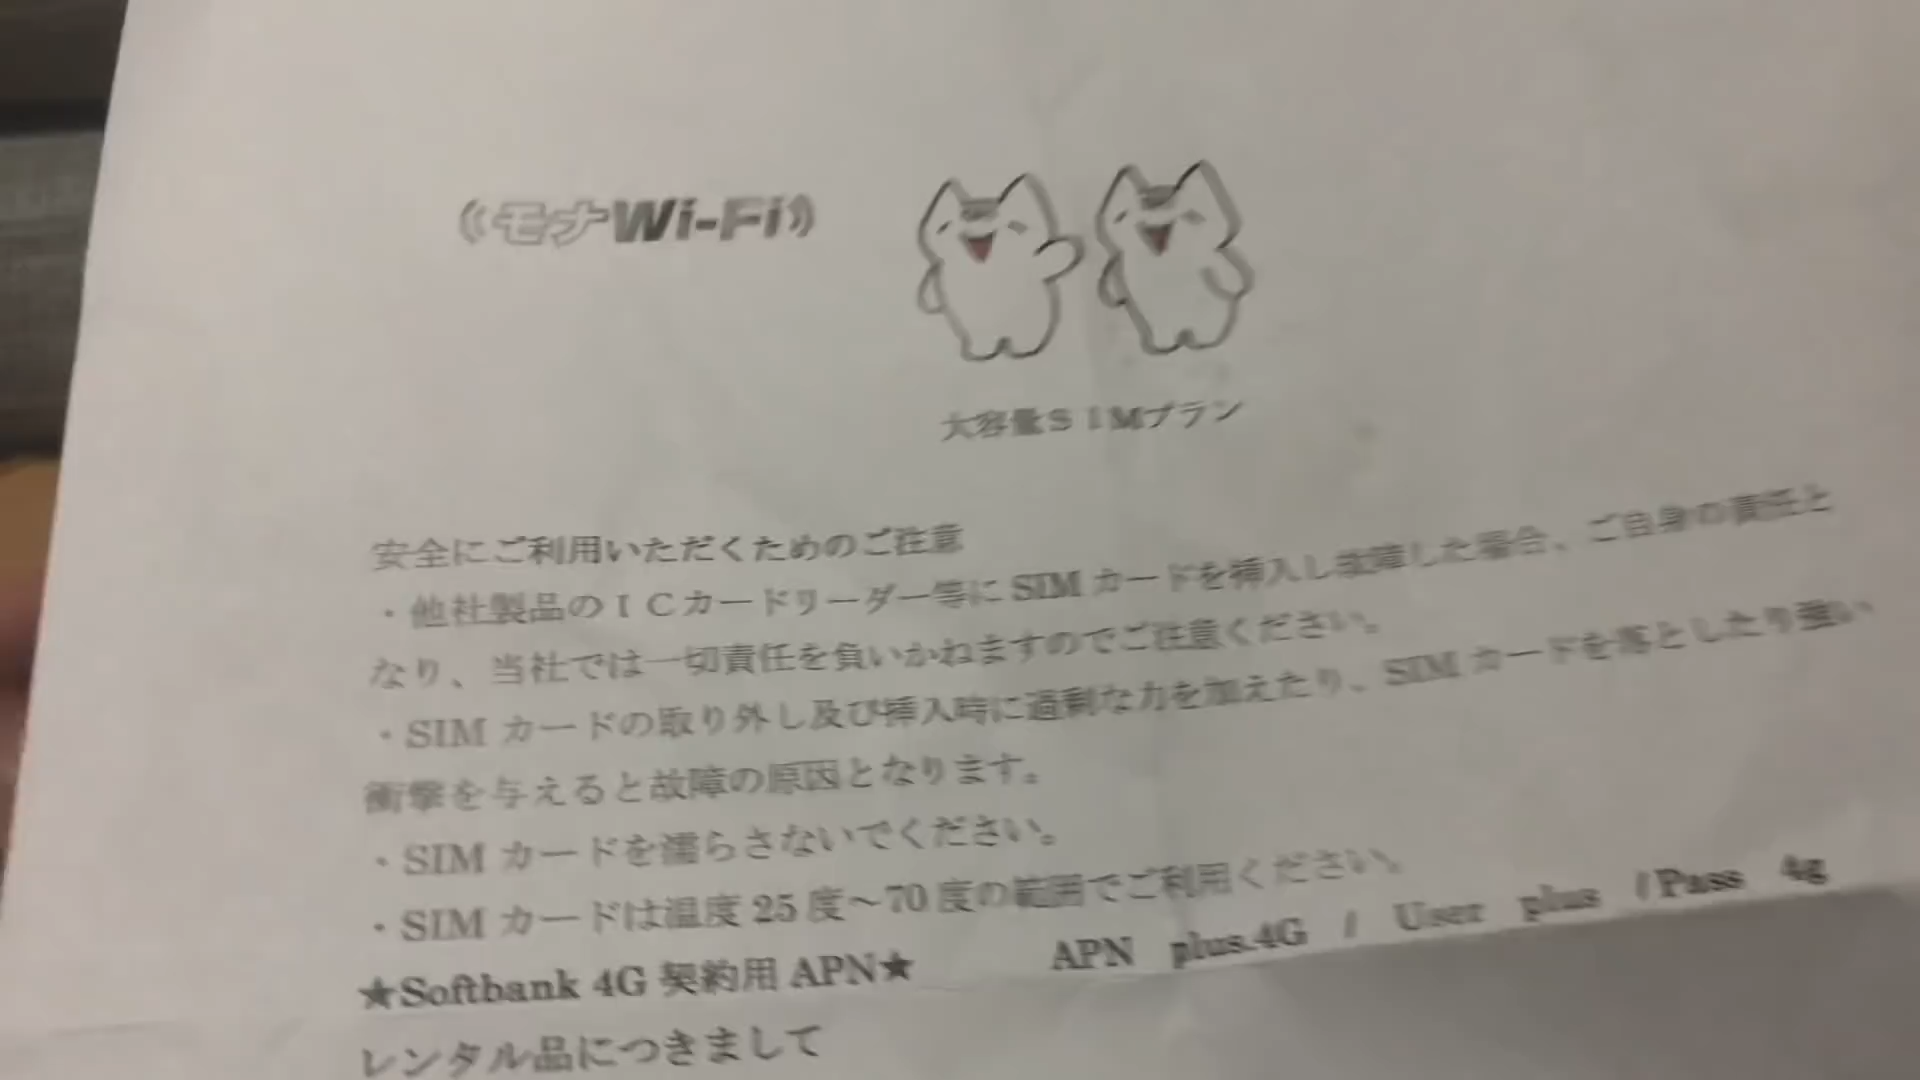 モナWi-Fi
大容量SIMプラン
安全にご利用いただくためのご注意
・他社製品のICカードリーダー等にSIMカードを挿入し故障した場合、ご自身の責任と
なり、当社では一切責任を負いかねますのでご注意ください。
・SIMカードの取り外し及び挿入時に過剰な力を加えたり、SIMカードを落としたり強い
衝撃を与えると故障の原因となります。
・SIMカードを濡らさないでください。
・SIMカードは温度25度～70度の範囲でご利用ください。
★Softbank 4G 契約用 APN★ APN plus.4G / User plus /Pass 4g
レンタル品につきまして